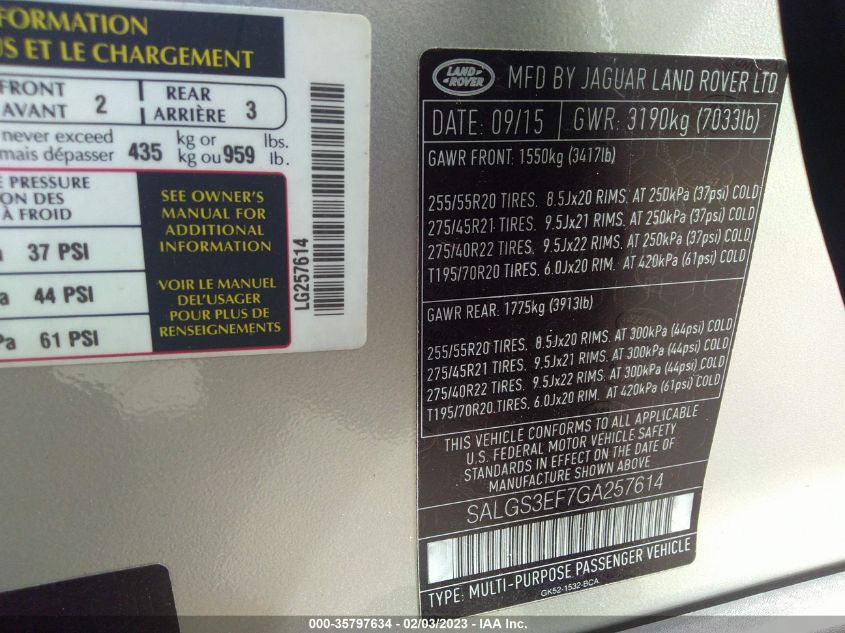 FORMATION
US ET LE CHARGEMENT
FRONT
AVANT 2
REAR
ARRIÈRE 3
never exceed
mais dépasser 435 kg or
kg ou 959 lbs.
lb.
PRESSURE
ION DES
À FROID
37 PSI
44 PSI
Pa 61 PSI
SEE OWNER'S
MANUAL FOR
ADDITIONAL
INFORMATION
VOIR LE MANUEL
DEL'USAGER
POUR PLUS DE
RENSEIGNEMENTS
LG257614
LAND-
ROVER
MFD BY JAGUAR LAND ROVER LTD
DATE: 09/15 GWR: 3190kg (7033lb)
GAWR FRONT: 1550kg (3417lb)
255/55R20 TIRES. 8.5Jx20 RIMS. AT 250kPa (37psi) COLD
275/45R21 TIRES. 9.5Jx21 RIMS. AT 250kPa (37psi) COLD
275/40R22 TIRES. 9.5Jx22 RIMS. AT 250kPa (37psi) COLD
T195/70R20 TIRES. 6.0Jx20 RIM. AT 420kPa (61psi) COLD
GAWR REAR: 1775kg (3913lb)
255/55R20 TIRES. 8.5Jx20 RIMS. AT 300kPa (44psi) COLD
275/45R21 TIRES. 9.5Jx21 RIMS. AT 300kPa (44psi) COLD
275/40R22 TIRES. 9.5Jx22 RIMS. AT 300kPa (44psi) COLD
T195/70R20.TIRES. 6.0Jx20 RIM. AT 420kPa (61psi) COLD
THIS VEHICLE CONFORMS TO ALL APPLICABLE
U.S. FEDERAL MOTOR VEHICLE SAFETY
STANDARDS IN EFFECT ON THE DATE OF
MANUFACTURE SHOWN ABOVE
SALGS3EF7GA257614
TYPE: MULTI-PURPOSE PASSENGER VEHICLE
GK52-1532-BCA
000-35797634 - 02/03/2023 - IAA Inc.